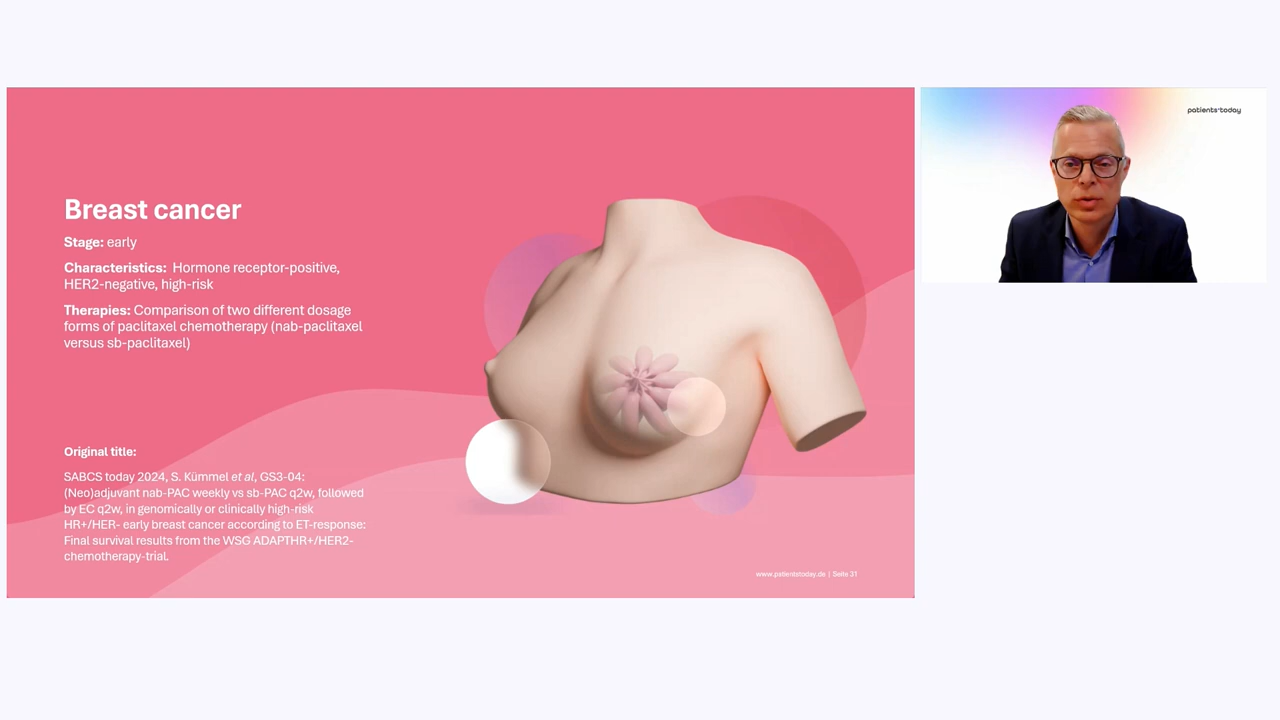 Breast cancer
Stage: early
Characteristics: Hormone receptor-positive,
HER2-negative, high-risk
Therapies: Comparison of two different dosage
forms of paclitaxel chemotherapy (nab-paclitaxel
versus sb-paclitaxel)
Original title:
SABCS today 2024, S. Kümmel et al, GS3-04:
(Neo)adjuvant nab-PAC weekly vs sb-PAC q2w, followed
by EC q2w, in genomically or clinically high-risk
HR+/HER- early breast cancer according to ET-response:
Final survival results from the WSG ADAPTHR+/HER2-
chemotherapy-trial.
www.patientstoday.de | Seite 31
patients*today